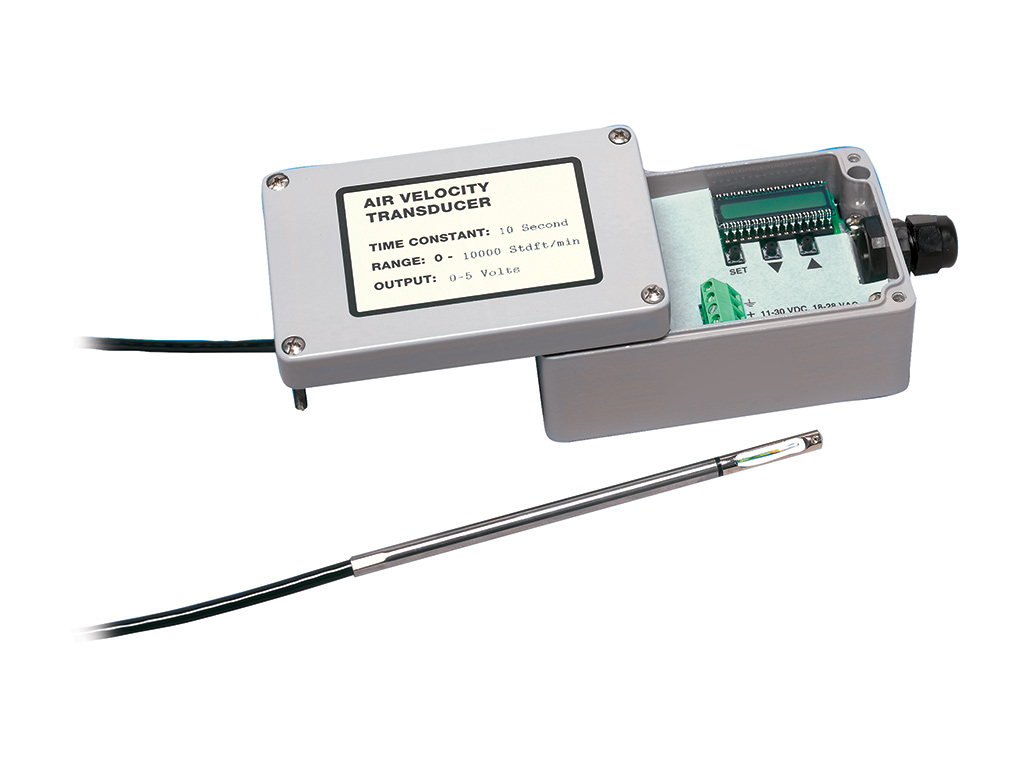 AIR VELOCITY
TRANSDUCER
TIME CONSTANT: 10 Second
RANGE: 0 - 10000 Stdft/min
OUTPUT: 0-5 Volts
SET ▼ ▲
+ 11-30 VDC, 18-28 VAC